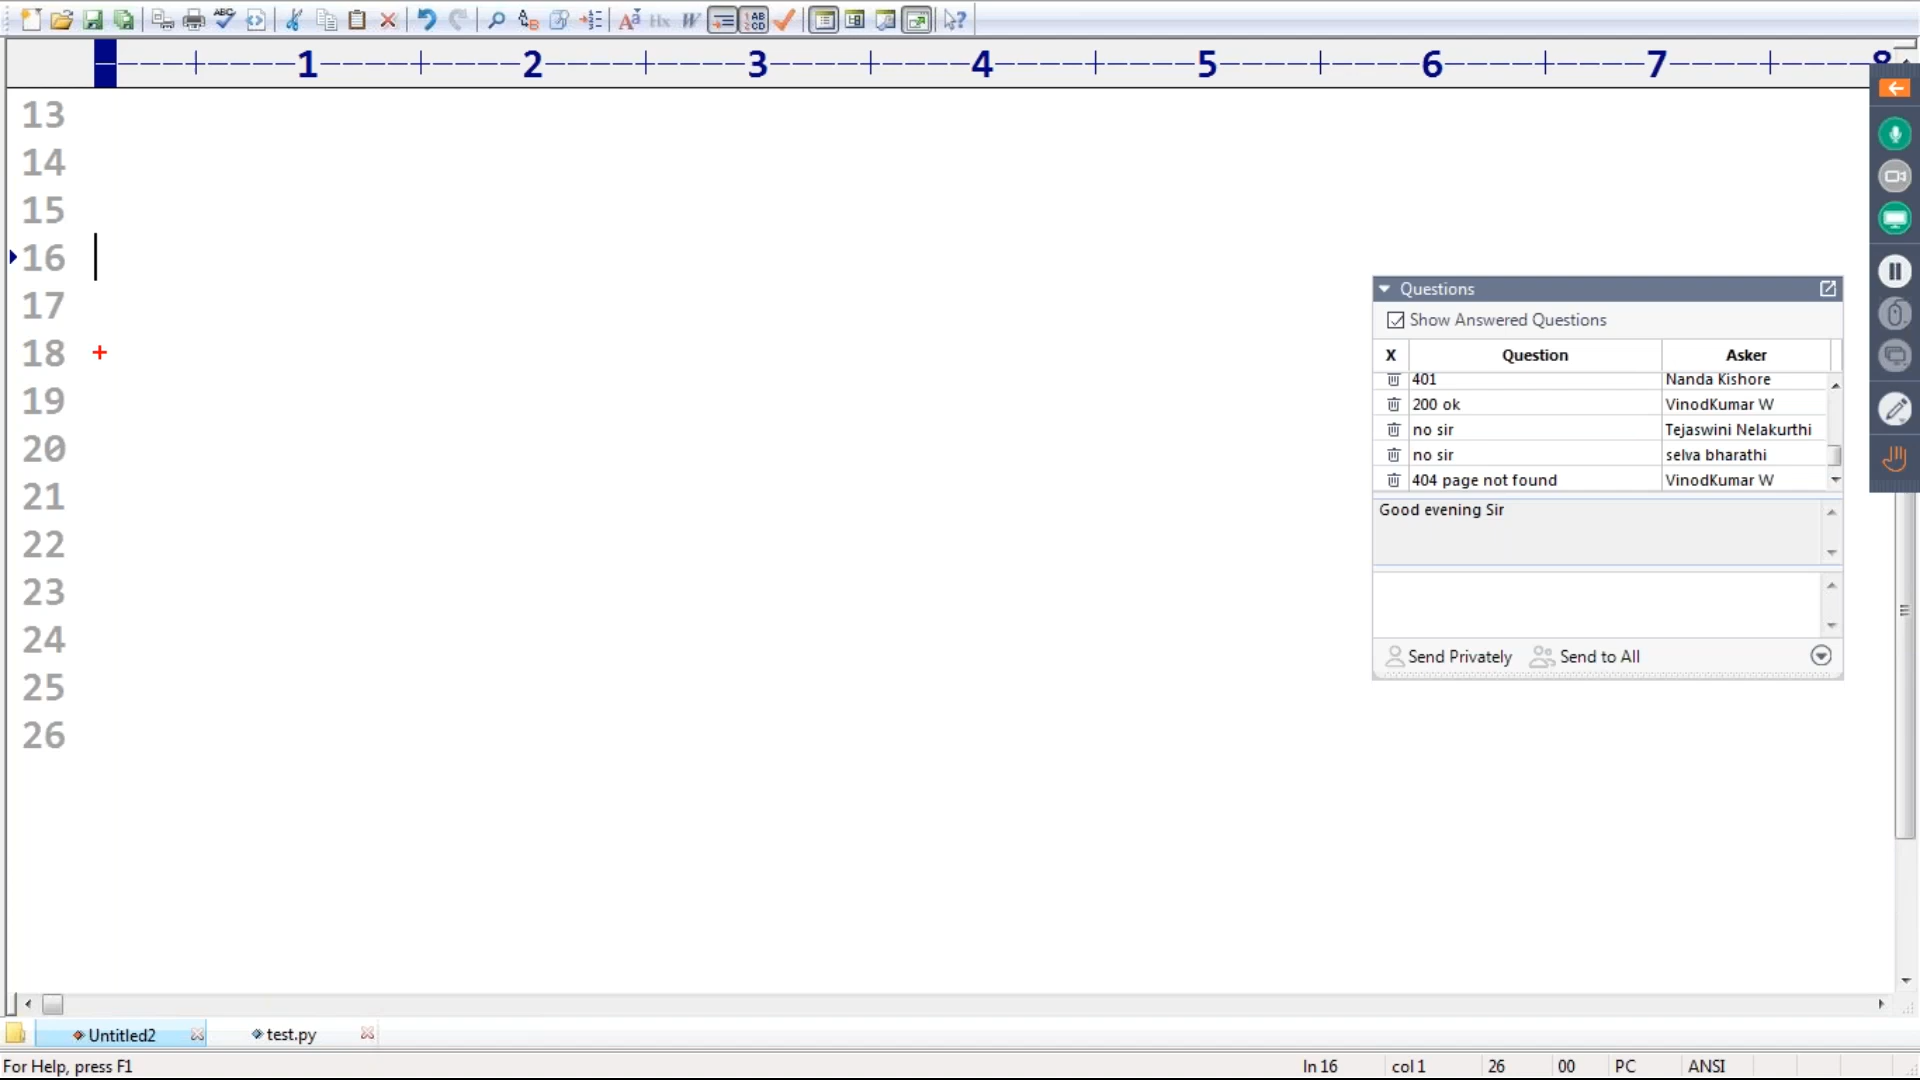 1 2 3 4 5 6 7 8
13
14
15
16
17
18
19
20
21
22
23
24
25
26
Questions
Show Answered Questions
X Question Asker
401 Nanda Kishore
200 ok VinodKumar W
no sir Tejaswini Nelakurthi
no sir selva bharathi
404 page not found VinodKumar W
Good evening Sir
Send Privately Send to All
Untitled2 test.py
For Help, press F1 ln 16 col 1 26 00 PC ANSI